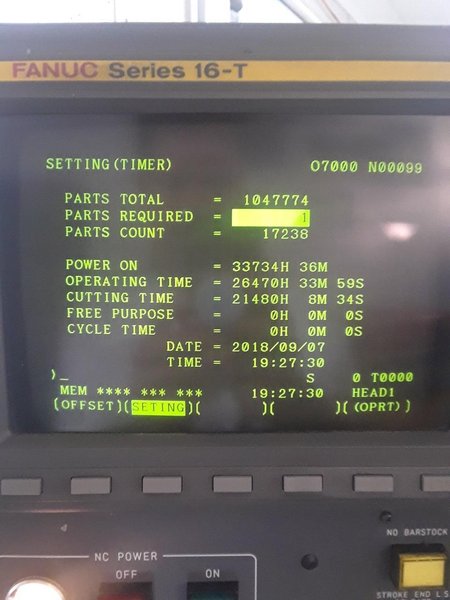 FANUC Series 16-T
SETTING(TIMER) O7000 N00099
PARTS TOTAL = 1047774
PARTS REQUIRED = 1
PARTS COUNT = 17238
POWER ON = 33734H 36M
OPERATING TIME = 26470H 33M 59S
CUTTING TIME = 21480H 8M 34S
FREE PURPOSE = 0H 0M 0S
CYCLE TIME = 0H 0M 0S
DATE = 2018/09/07
TIME = 19:27:30
)_ S 0 T0000
MEM **** *** *** 19:27:30 HEAD1
(OFFSET)(SETING)( )( )( (OPRT) )
NO BARSTOCK
NC POWER
OFF ON
STROKE END L.S